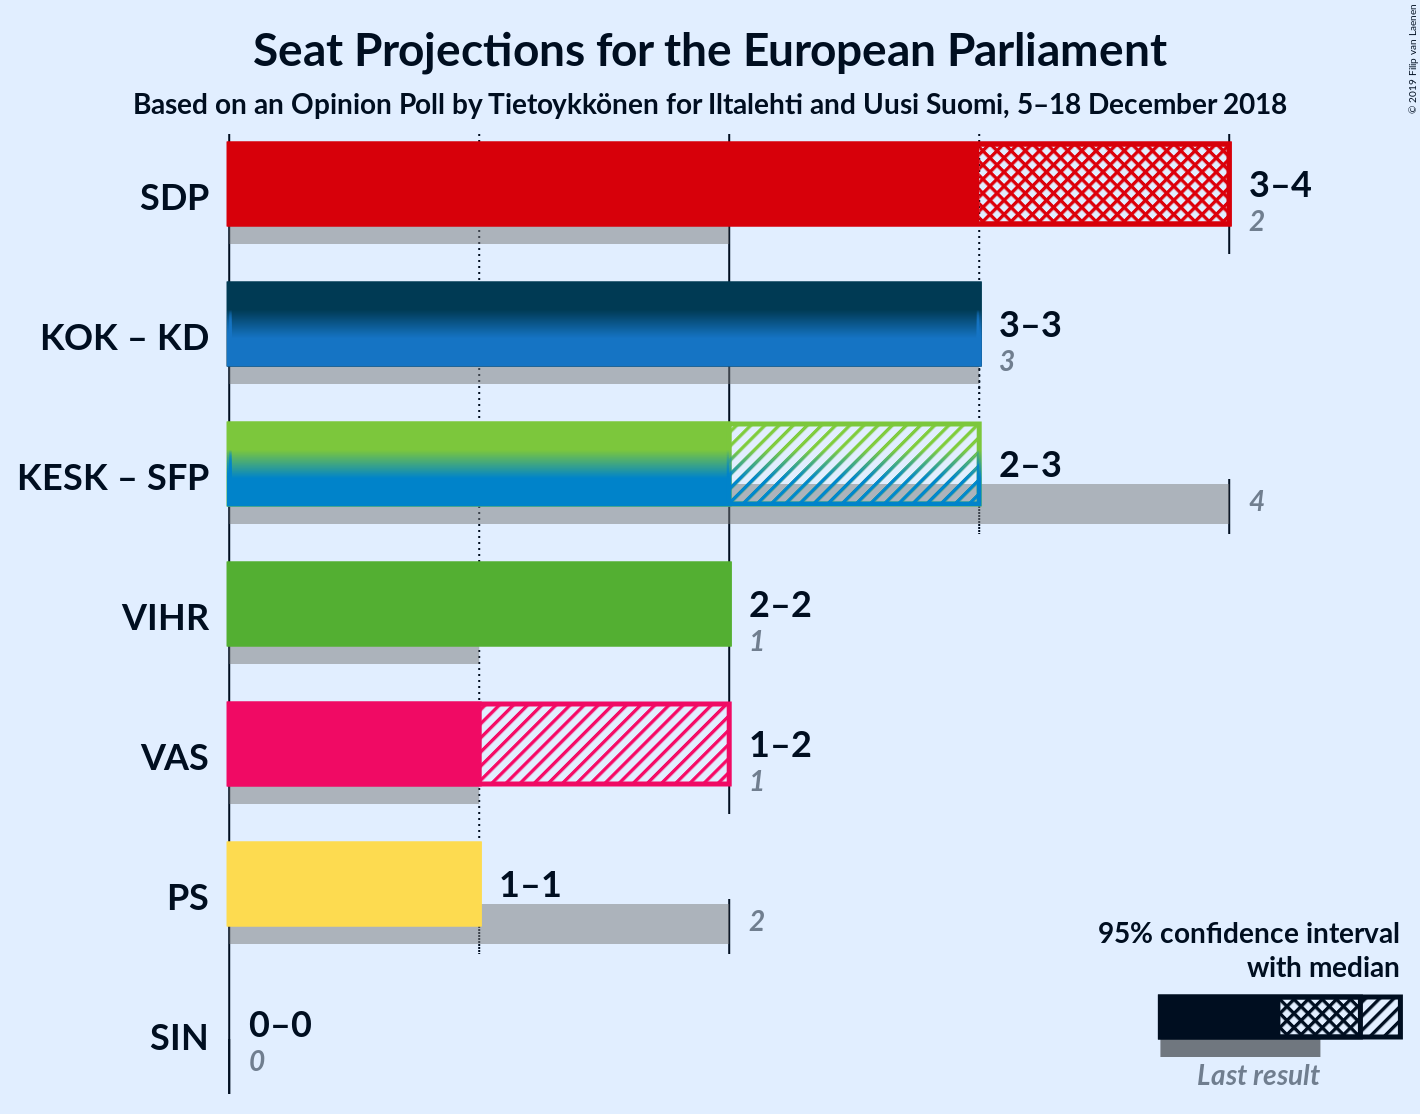 Seat Projections for the European Parliament
Based on an Opinion Poll by Tietoykkönen for Iltalehti and Uusi Suomi, 5–18 December 2018
© 2019 Filip van Laenen
SDP
3–4
2
KOK – KD
3–3
3
KESK – SFP
2–3
4
VIHR
2–2
1
VAS
1–2
1
PS
1–1
2
SIN
0–0
0
95% confidence interval
with median
Last result